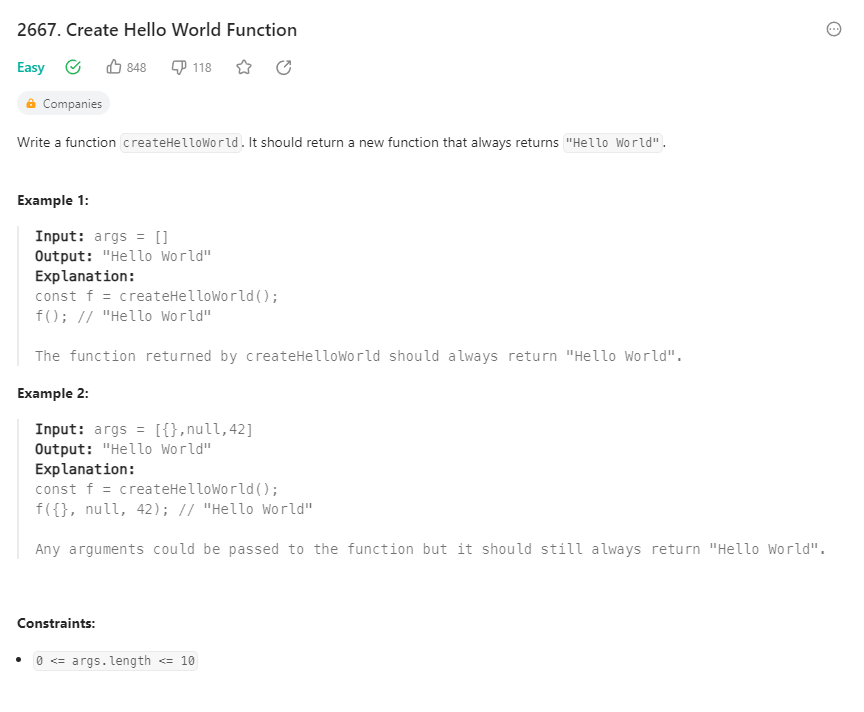 2667. Create Hello World Function
Easy 848 118
Companies
Write a function createHelloWorld. It should return a new function that always returns "Hello World".
Example 1:
Input: args = []
Output: "Hello World"
Explanation:
const f = createHelloWorld();
f(); // "Hello World"
The function returned by createHelloWorld should always return "Hello World".
Example 2:
Input: args = [{},null,42]
Output: "Hello World"
Explanation:
const f = createHelloWorld();
f({}, null, 42); // "Hello World"
Any arguments could be passed to the function but it should still always return "Hello World".
Constraints:
• 0 <= args.length <= 10